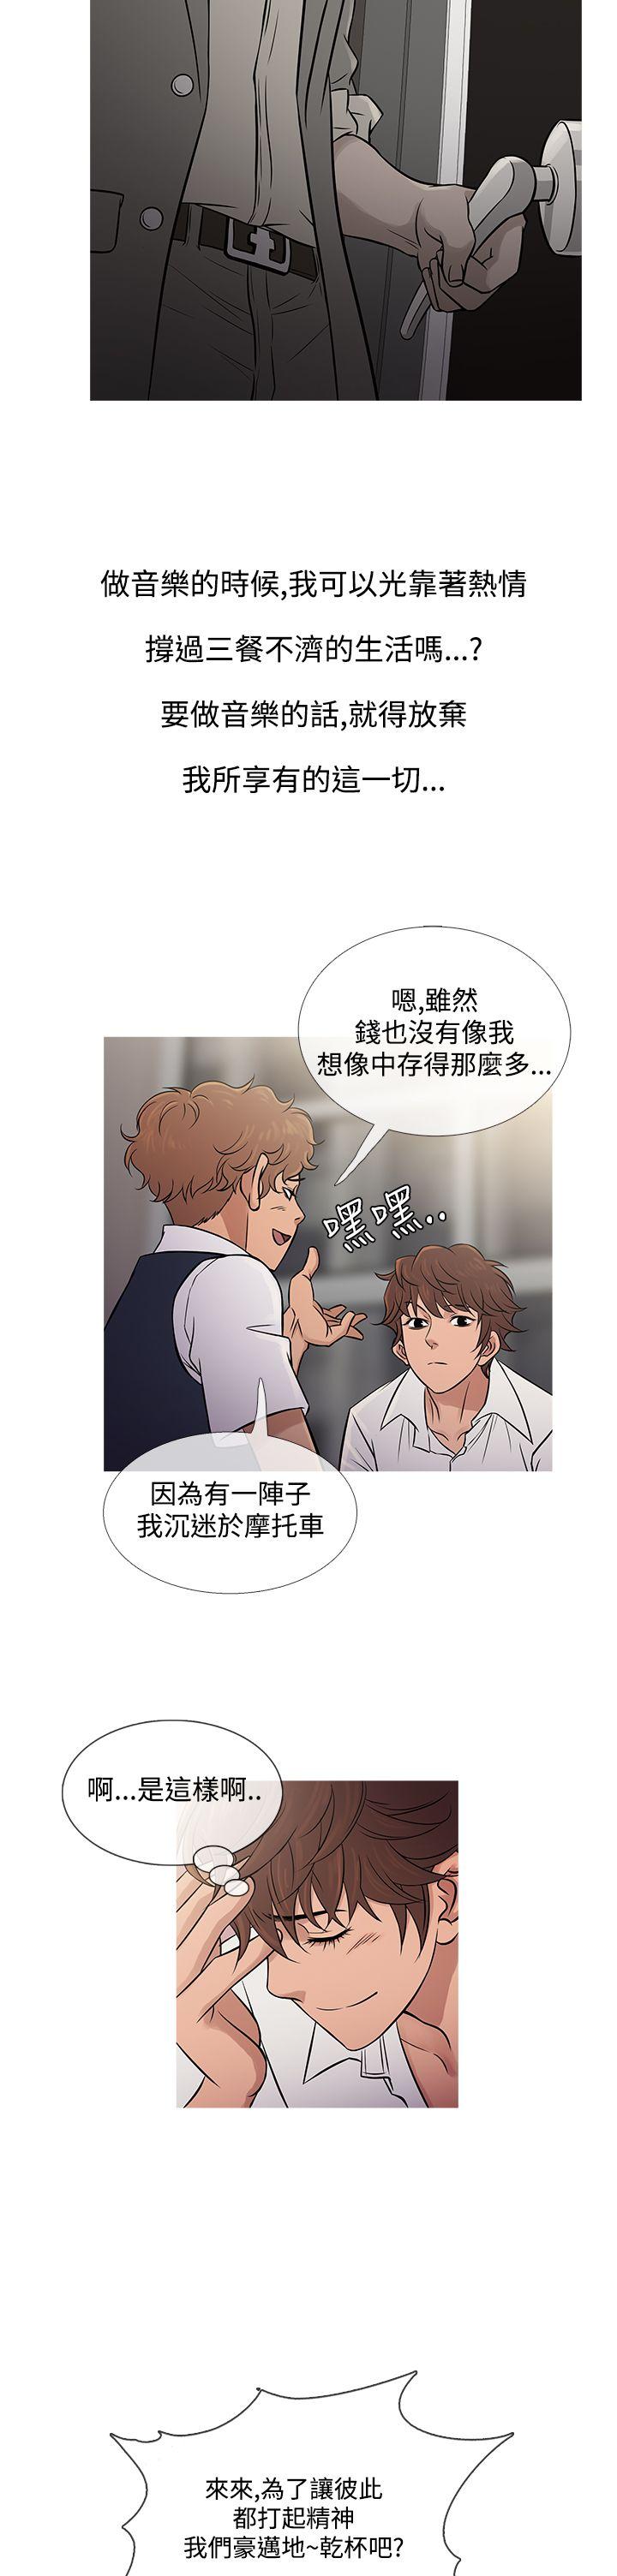 做音樂的時候,我可以光靠著熱情
撐過三餐不濟的生活嗎...?
要做音樂的話,就得放棄
我所享有的這一切...
嗯,雖然
錢也沒有像我
想像中存得那麼多...
嘿嘿..
因為有一陣子
我沉迷於摩托車
啊...是這樣啊..
來來,為了讓彼此
都打起精神
我們豪邁地~乾杯吧?